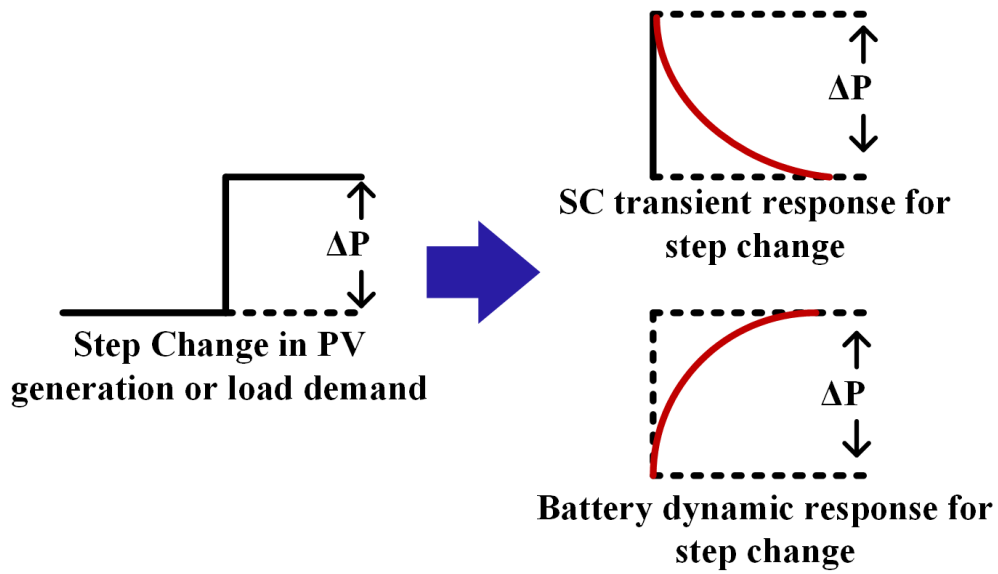 ΔP
Step Change in PV
generation or load demand
ΔP
SC transient response for
step change
ΔP
Battery dynamic response for
step change